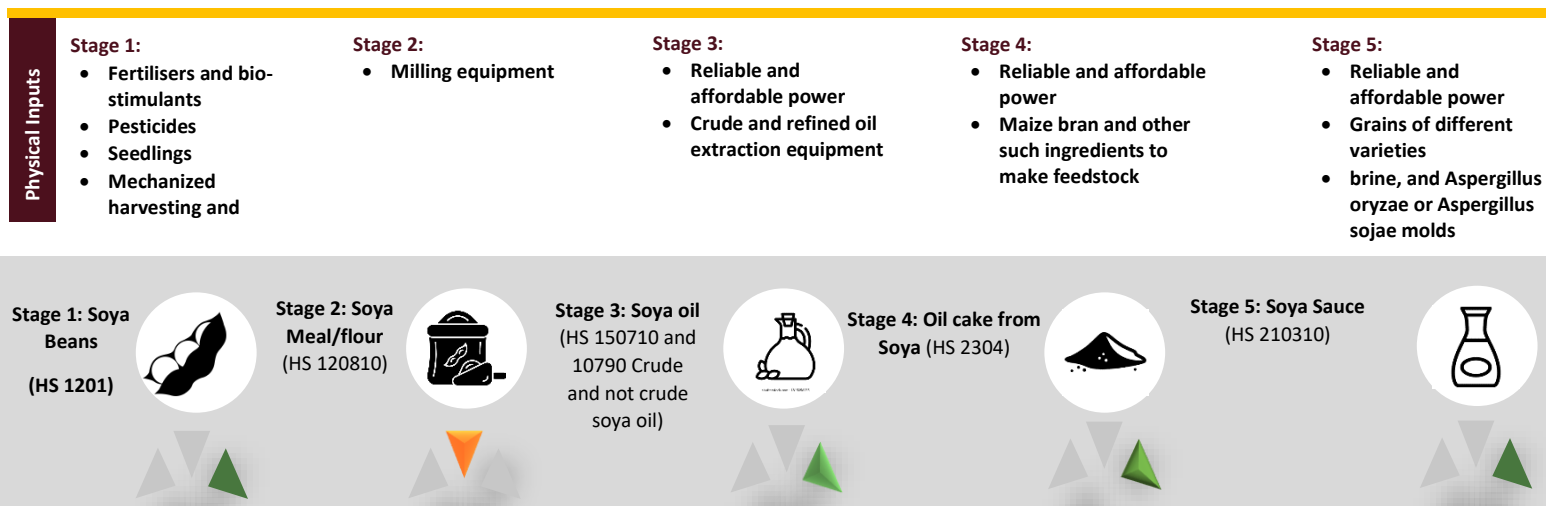 Physical Inputs
Stage 1:
• Fertilisers and bio-
stimulants
• Pesticides
• Seedlings
• Mechanized
harvesting and
Stage 2:
• Milling equipment
Stage 3:
• Reliable and
affordable power
• Crude and refined oil
extraction equipment
Stage 4:
• Reliable and affordable
power
• Maize bran and other
such ingredients to
make feedstock
Stage 5:
• Reliable and
affordable power
• Grains of different
varieties
• brine, and Aspergillus
oryzae or Aspergillus
sojae molds
Stage 1: Soya
Beans
(HS 1201)
Stage 2: Soya
Meal/flour
(HS 120810)
Stage 3: Soya oil
(HS 150710 and
10790 Crude
and not crude
soya oil)
Stage 4: Oil cake from
Soya (HS 2304)
Stage 5: Soya Sauce
(HS 210310)